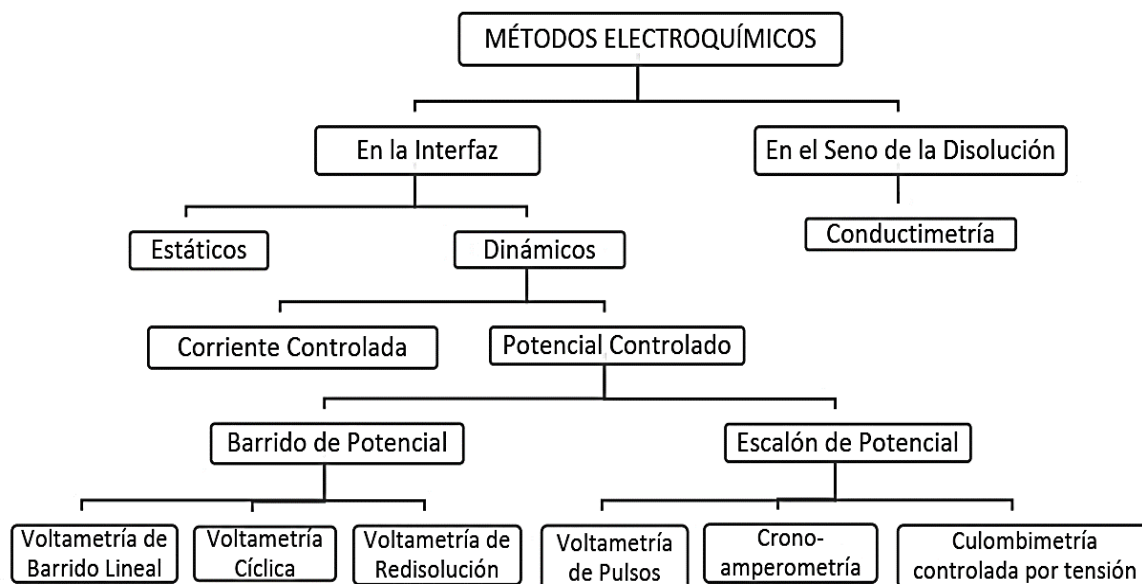 MÉTODOS ELECTROQUÍMICOS
En la Interfaz
En el Seno de la Disolución
Estáticos
Dinámicos
Conductimetría
Corriente Controlada
Potencial Controlado
Barrido de Potencial
Escalón de Potencial
Voltametría de
Barrido Lineal
Voltametría
Cíclica
Voltametría de
Redisolución
Voltametría
de Pulsos
Crono-
amperometría
Culombimetría
controlada por tensión